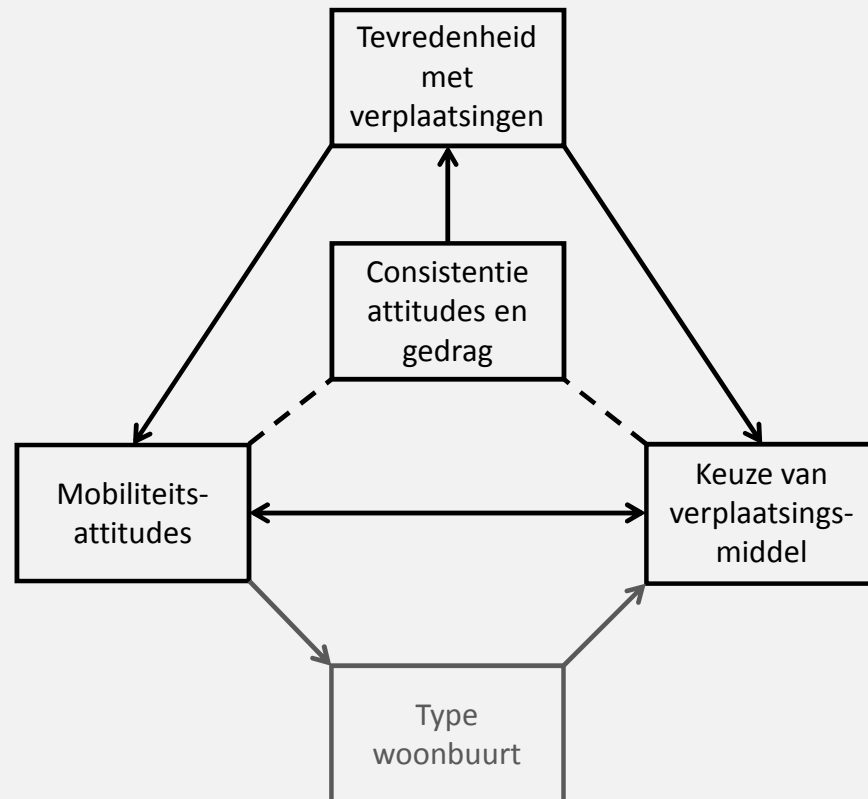 Tevredenheid
met
verplaatsingen
Consistentie
attitudes en
gedrag
Mobiliteits-
attitudes
Keuze van
verplaatsings-
middel
Type
woonbuurt